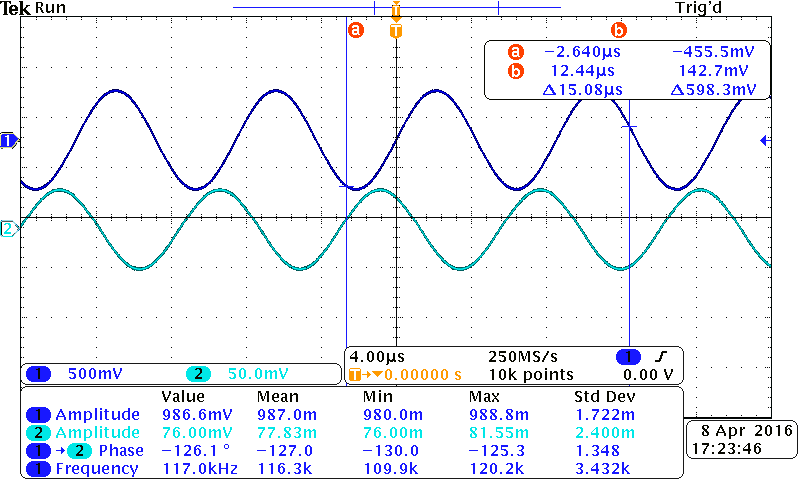 Tek Run Trig'd
T
a T b
a −2.640µs −455.5mV
b 12.44µs 142.7mV
Δ15.08µs Δ598.3mV
1
2
1 500mV 2 50.0mV
4.00µs 250MS/s 1
T→▼0.00000 s 10k points 0.00 V
Value Mean Min Max Std Dev
1 Amplitude 986.6mV 987.0m 980.0m 988.8m 1.722m
2 Amplitude 76.00mV 77.83m 76.00m 81.55m 2.400m
1 → 2 Phase −126.1 ° −127.0 −130.0 −125.3 1.348
1 Frequency 117.0kHz 116.3k 109.9k 120.2k 3.432k
8 Apr 2016
17:23:46